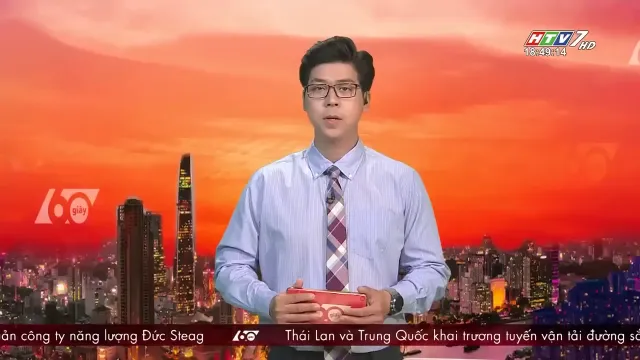 HTV7 HD
18:49:14
60 giây
ản công ty năng lượng Đức Steag 60 Thái Lan và Trung Quốc khai trương tuyến vận tải đường s